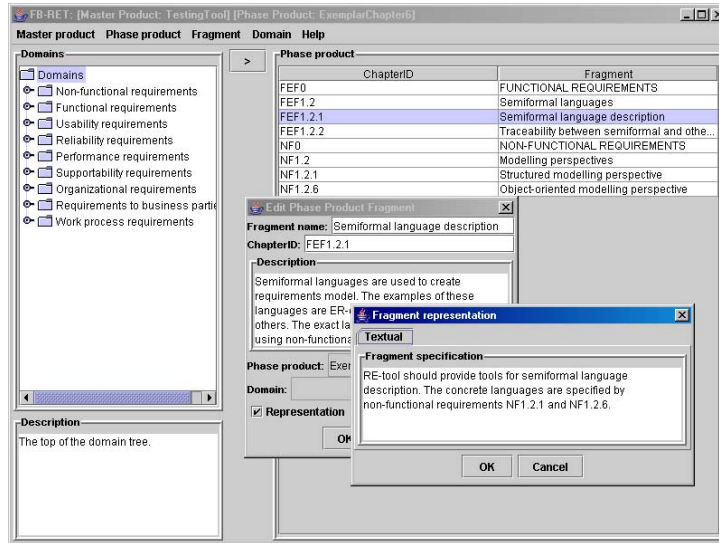 FB-RET: [Master Product: TestingTool] [Phase Product: ExemplarChapter6]
Master product Phase product Fragment Domain Help
Domains
Domains
Non-functional requirements
Functional requirements
Usability requirements
Reliability requirements
Performance requirements
Supportability requirements
Organizational requirements
Requirements to business partie
Work process requirements
Description
The top of the domain tree.
>
Phase product
ChapterID Fragment
FEF0 FUNCTIONAL REQUIREMENTS
FEF1.2 Semiformal languages
FEF1.2.1 Semiformal language description
FEF1.2.2 Traceability between semiformal and othe...
NF0 NON-FUNCTIONAL REQUIREMENTS
NF1.2 Modelling perspectives
NF1.2.1 Structured modelling perspective
NF1.2.6 Object-oriented modelling perspective
Edit Phase Product Fragment
Fragment name: Semiformal language description
ChapterID: FEF1.2.1
Description
Semiformal languages are used to create
requirements model. The examples of these
languages are ER-
others. The exact la
using non-functiona
Phase product: Exer
Domain:
Representation
OK
Fragment representation
Textual
Fragment specification
RE-tool should provide tools for semiformal language
description. The concrete languages are specified by
non-functional requirements NF1.2.1 and NF1.2.6.
OK Cancel